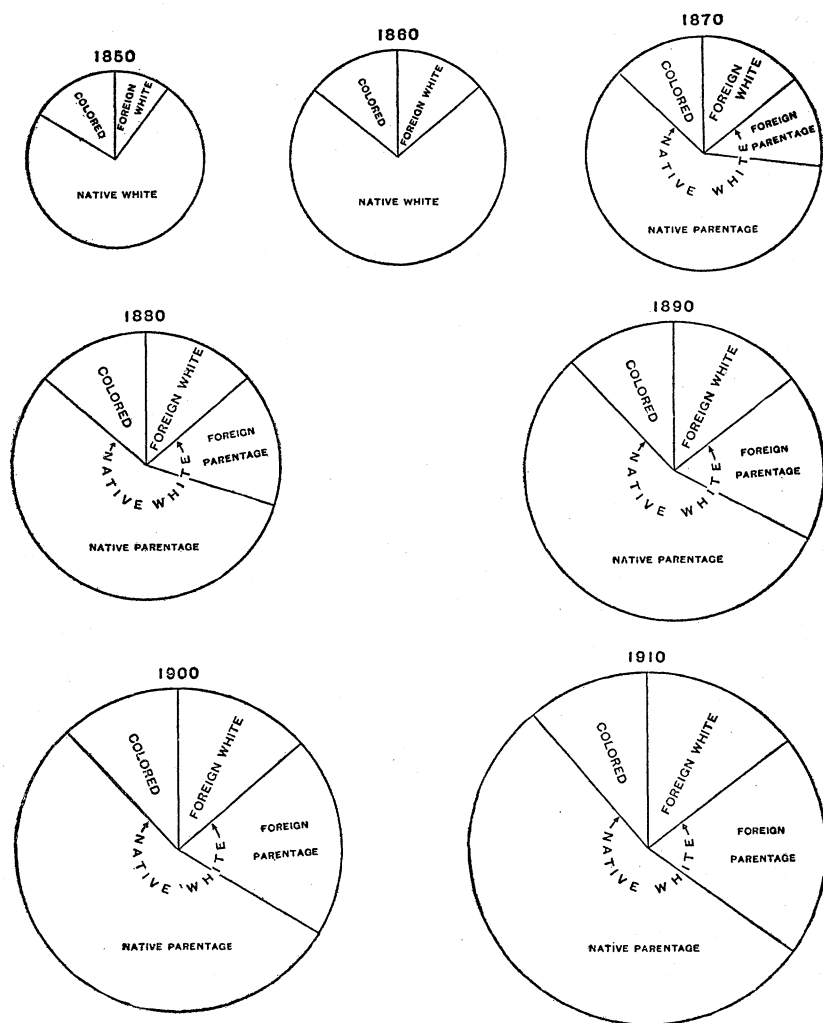 1850
COLORED
FOREIGN
WHITE
NATIVE WHITE
1860
COLORED
FOREIGN WHITE
NATIVE WHITE
1870
COLORED
FOREIGN
WHITE
FOREIGN
PARENTAGE
NATIVE WHITE
NATIVE PARENTAGE
1880
COLORED
FOREIGN WHITE
FOREIGN
PARENTAGE
NATIVE WHITE
NATIVE PARENTAGE
1890
COLORED
FOREIGN WHITE
FOREIGN
PARENTAGE
NATIVE WHITE
NATIVE PARENTAGE
1900
COLORED
FOREIGN WHITE
FOREIGN
PARENTAGE
NATIVE WHITE
NATIVE PARENTAGE
1910
COLORED
FOREIGN WHITE
FOREIGN
PARENTAGE
NATIVE WHITE
NATIVE PARENTAGE